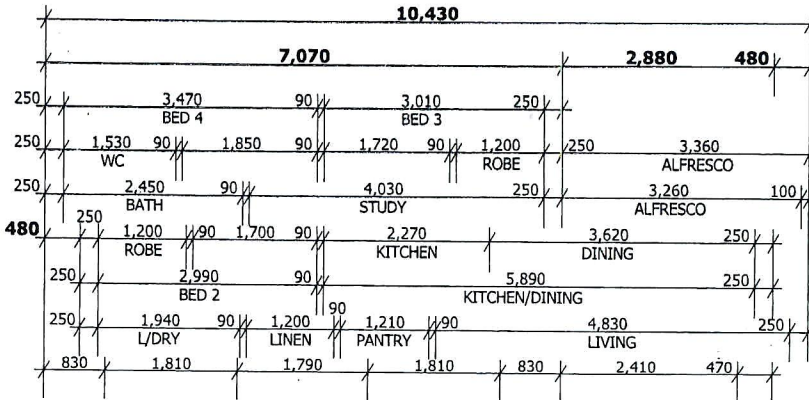 10,430
7,070 2,880 480
250 3,470 90 3,010 250
BED 4 BED 3
250 1,530 90 1,850 90 1,720 90 1,200 250 3,360
WC ROBE ALFRESCO
250 2,450 90 4,030 250 3,260 100
BATH STUDY ALFRESCO
250
480 1,200 90 1,700 90 2,270 3,620 250
ROBE KITCHEN DINING
250 2,990 90 5,890 250
BED 2 KITCHEN/DINING
90
250 1,940 90 1,200 1,210 90 4,830 250
L/DRY LINEN PANTRY LIVING
830 1,810 1,790 1,810 830 2,410 470